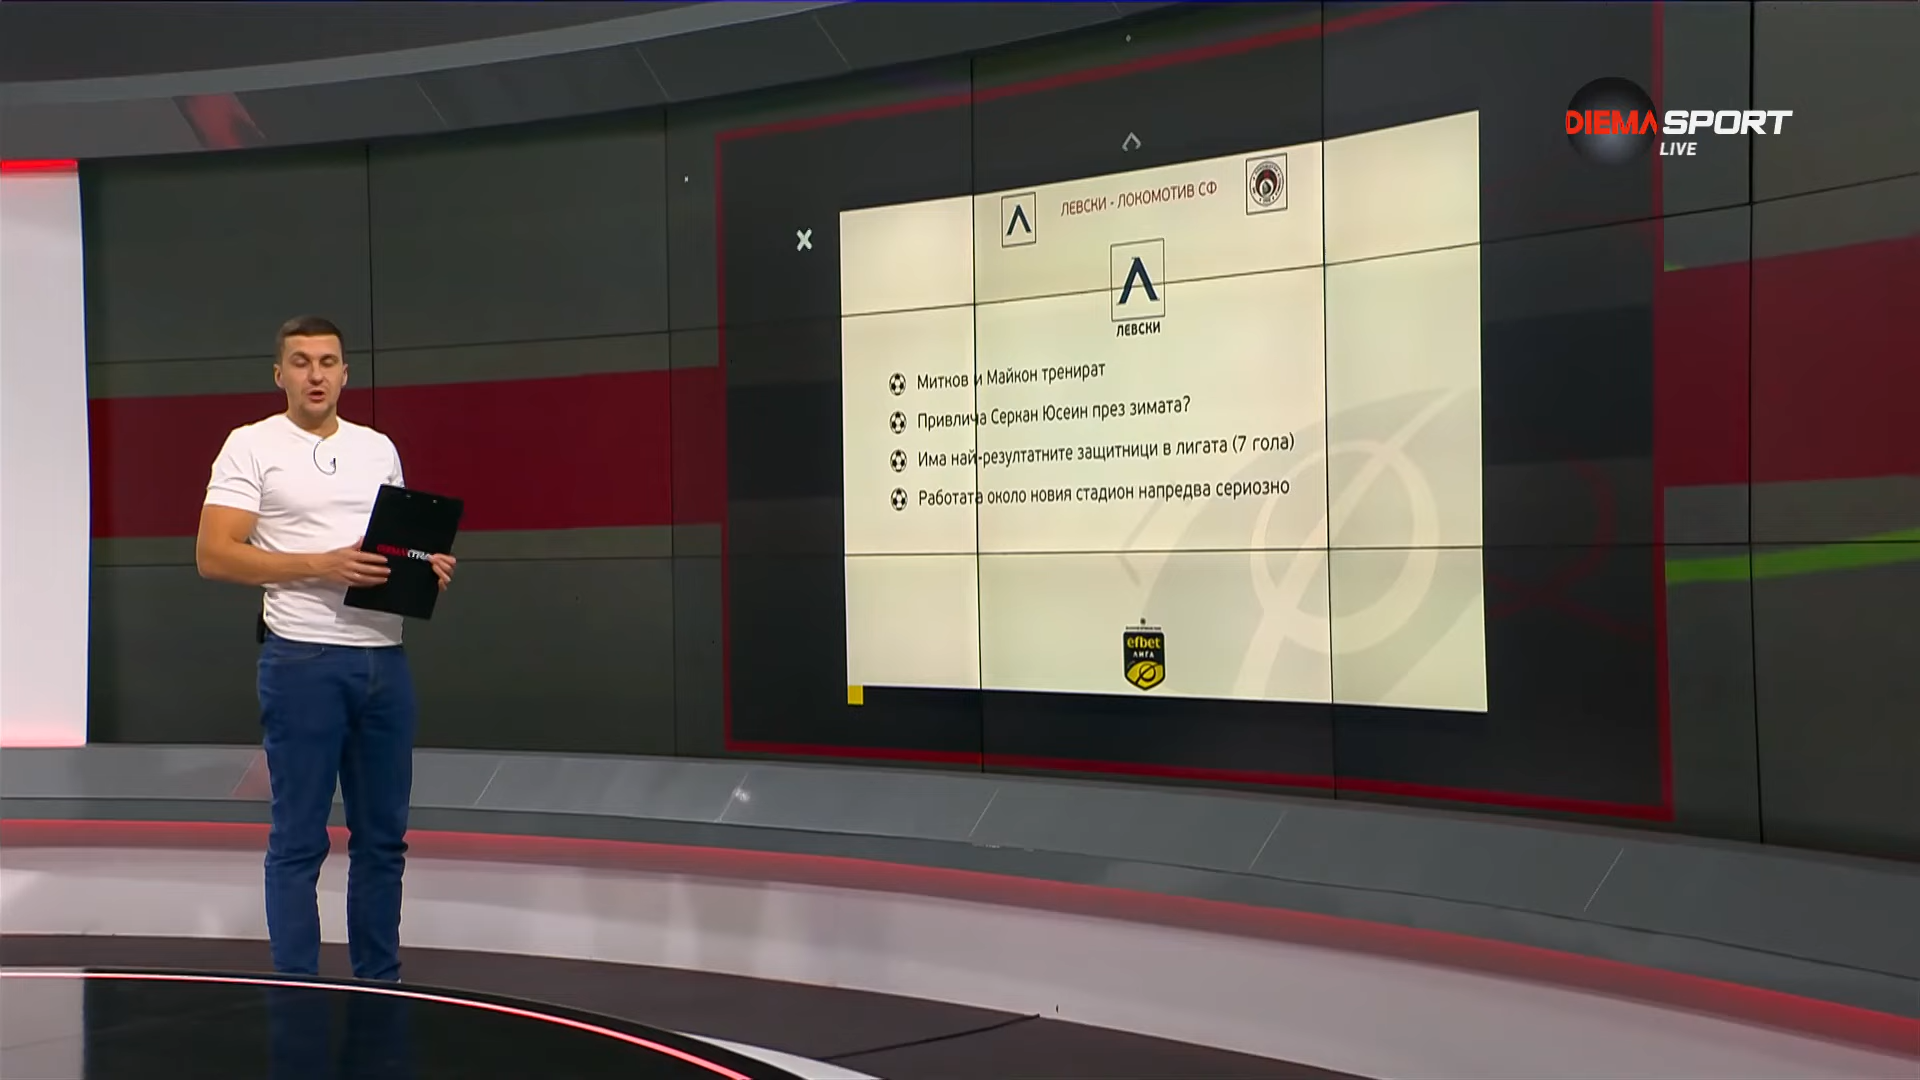 DIEMA SPORT
LIVE
ЛЕВСКИ - ЛОКОМОТИВ СФ
ЛЕВСКИ
Митков и Майкон тренират
Привлича Серкан Юсеин през зимата?
Има най-резултатните защитници в лигата (7 гола)
Работата около новия стадион напредва сериозно
efbet
ЛИГА